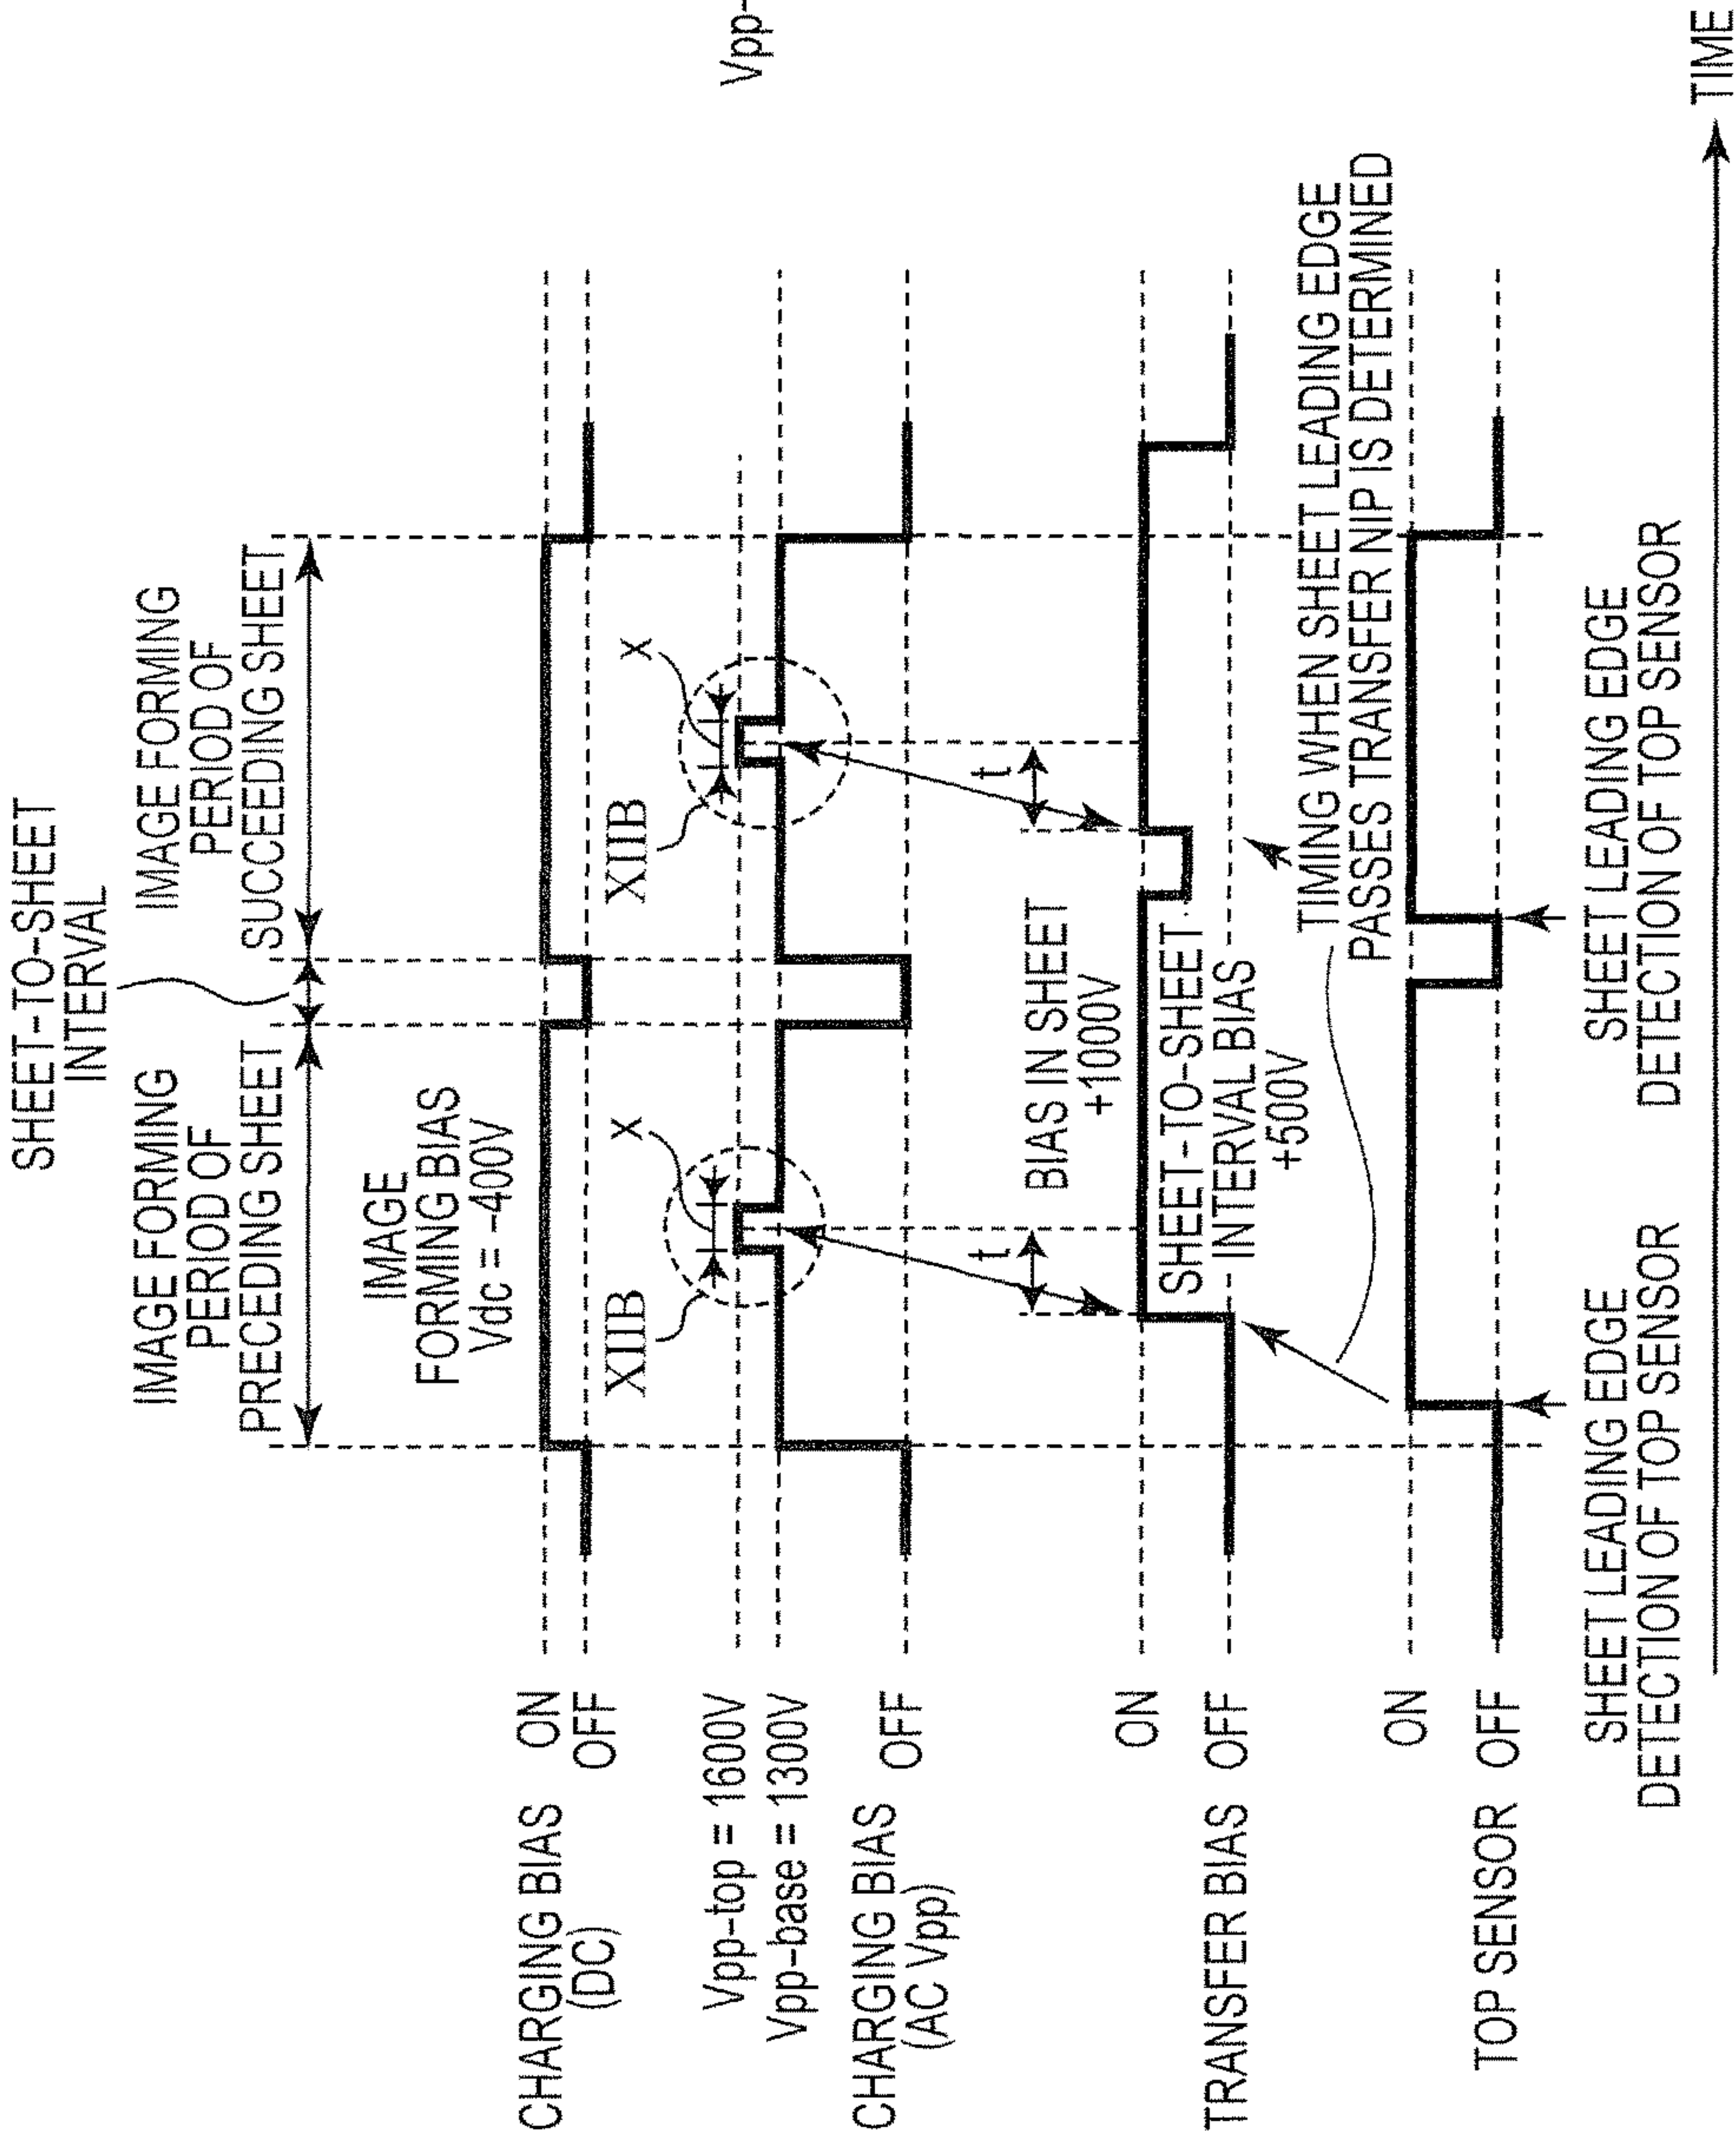 SHEET-TO-SHEET
INTERVAL
IMAGE FORMING
PERIOD OF
PRECEDING SHEET
IMAGE FORMING
PERIOD OF
SUCCEEDING SHEET
IMAGE
FORMING BIAS
Vdc = -400V
CHARGING BIAS
(DC)
ON
OFF
XIIB
x
XIIB
x
Vpp-top = 1600V
Vpp-base = 1300V
Vpp-
CHARGING BIAS
(AC Vpp)
OFF
t
t
BIAS IN SHEET
+1000V
ON
SHEET-TO-SHEET
INTERVAL BIAS
+500V
TRANSFER BIAS
OFF
TIMING WHEN SHEET LEADING EDGE
PASSES TRANSFER NIP IS DETERMINED
ON
TOP SENSOR
OFF
SHEET LEADING EDGE
DETECTION OF TOP SENSOR
SHEET LEADING EDGE
DETECTION OF TOP SENSOR
TIME